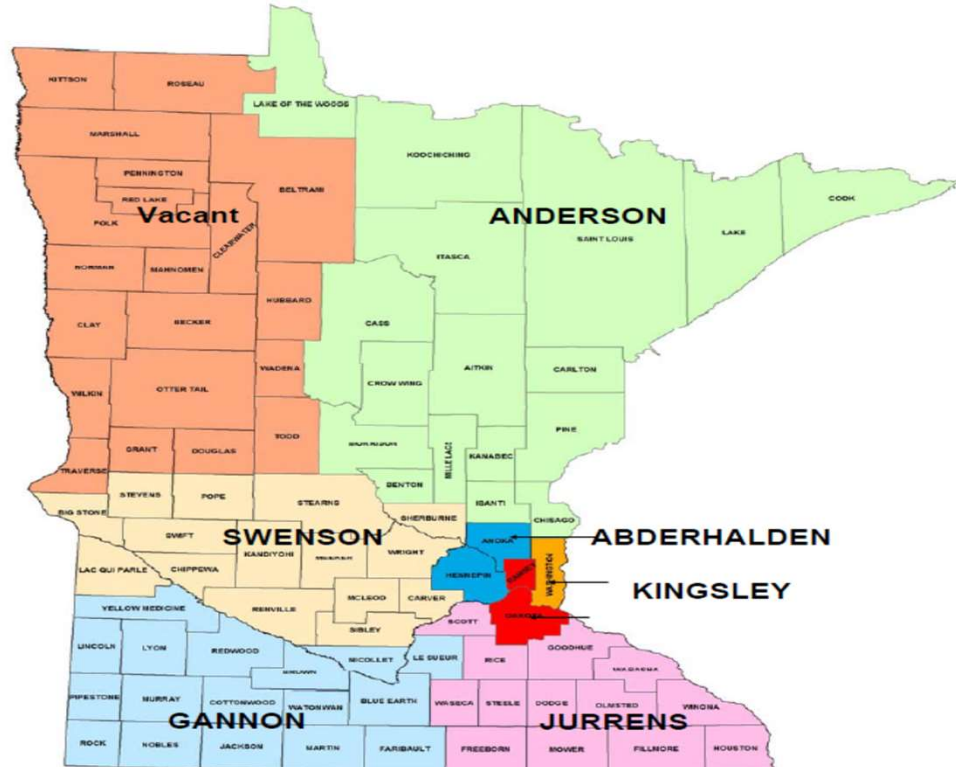 KITTSON
ROSEAU
LAKE OF THE WOODS
MARSHALL
KOOCHICHING
PENNINGTON
BELTRAMI
RED LAKE
COOK
Vacant
ANDERSON
POLK
CLEARWATER
SAINT LOUIS
LAKE
ITASCA
NORMAN
MAHNOMEN
HUBBARD
CLAY
BECKER
CASS
WADENA
AITKIN
CARLTON
CROW WING
OTTER TAIL
WILKIN
PINE
TODD
MORRISON
MILLE LACS
KANABEC
GRANT
DOUGLAS
TRAVERSE
BENTON
STEVENS
POPE
STEARNS
ISANTI
BIG STONE
SHERBURNE
CHISAGO
SWIFT
SWENSON
ANOKA
ABDERHALDEN
KANDIYOHI
MEEKER
WRIGHT
LAC QUI PARLE
CHIPPEWA
HENNEPIN
WASHINGTON
KINGSLEY
MCLEOD
CARVER
YELLOW MEDICINE
RENVILLE
SCOTT
SIBLEY
LINCOLN
LYON
REDWOOD
NICOLLET
LE SUEUR
RICE
GOODHUE
BROWN
WABASHA
PIPESTONE
MURRAY
COTTONWOOD
WATONWAN
BLUE EARTH
WASECA
STEELE
DODGE
OLMSTED
WINONA
GANNON
JURRENS
ROCK
NOBLES
JACKSON
MARTIN
FARIBAULT
FREEBORN
MOWER
FILLMORE
HOUSTON